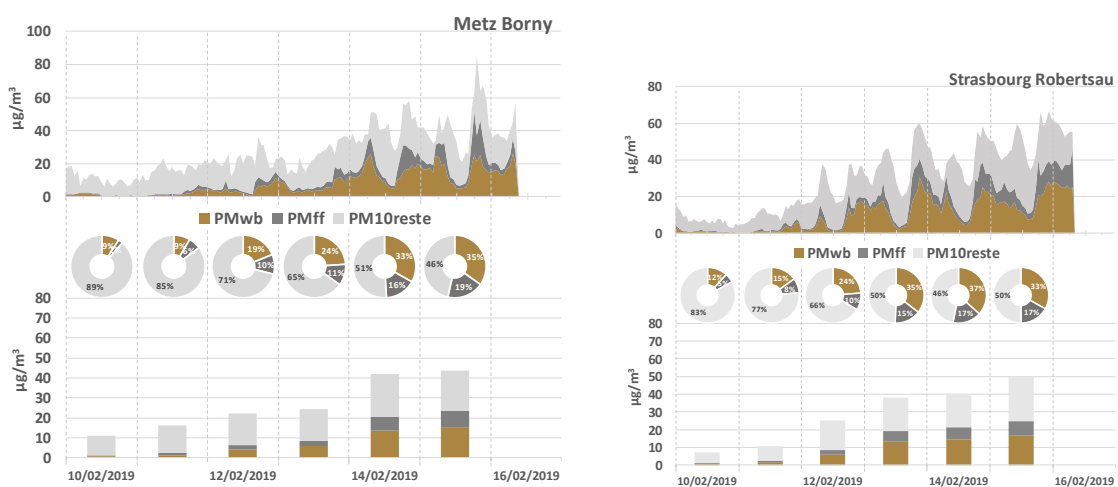 Metz Borny
100
80
60
40
20
0
µg/m³
PMwb PMff PM10reste
9% 89%
9% 5% 85%
19% 10% 71%
24% 11% 65%
33% 16% 51%
35% 19% 46%
80
70
60
50
40
30
20
10
0
µg/m³
10/02/2019 12/02/2019 14/02/2019 16/02/2019
Strasbourg Robertsau
80
60
40
20
0
µg/m³
PMwb PMff PM10reste
12% 5% 83%
15% 8% 77%
24% 10% 66%
35% 15% 50%
37% 17% 46%
33% 17% 50%
80
70
60
50
40
30
20
10
0
µg/m³
10/02/2019 12/02/2019 14/02/2019 16/02/2019